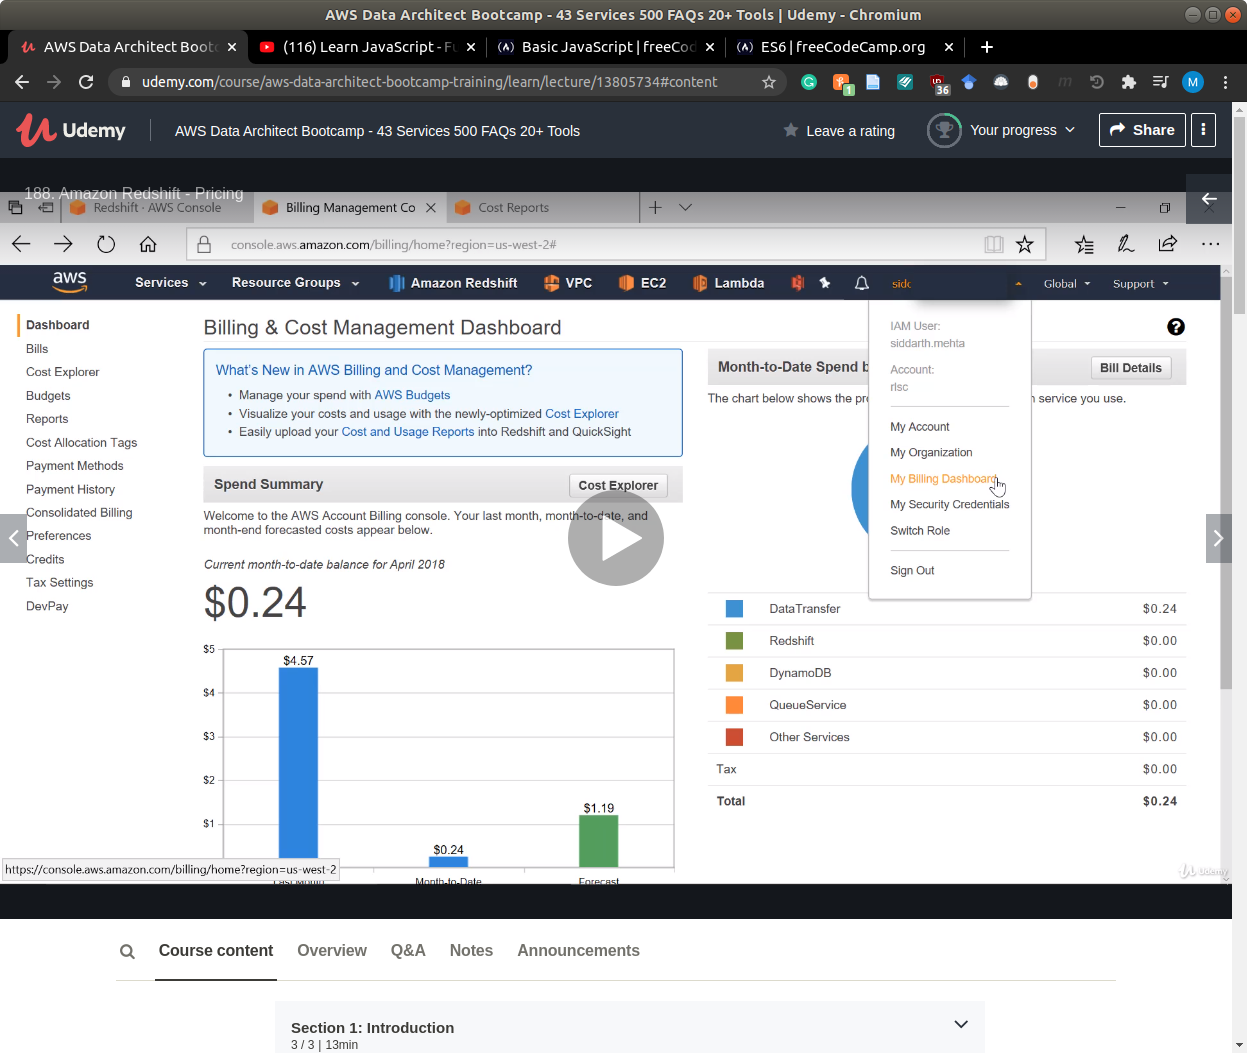 AWS Data Architect Bootcamp - 43 Services 500 FAQs 20+ Tools | Udemy - Chromium
AWS Data Architect Boot
(116) Learn JavaScript - Fu
Basic JavaScript | freeCod
ES6 | freeCodeCamp.org
udemy.com/course/aws-data-architect-bootcamp-training/learn/lecture/13805734#content
1
36
M
Udemy
AWS Data Architect Bootcamp - 43 Services 500 FAQs 20+ Tools
Leave a rating
Your progress
Share
188. Amazon Redshift - Pricing
Redshift · AWS Console
Billing Management Co
Cost Reports
console.aws.amazon.com/billing/home?region=us-west-2#
aws
Services
Resource Groups
Amazon Redshift
VPC
EC2
Lambda
sidc
Global
Support
Dashboard
Bills
Cost Explorer
Budgets
Reports
Cost Allocation Tags
Payment Methods
Payment History
Consolidated Billing
Preferences
Credits
Tax Settings
DevPay
Billing & Cost Management Dashboard
What's New in AWS Billing and Cost Management?
• Manage your spend with AWS Budgets
• Visualize your costs and usage with the newly-optimized Cost Explorer
• Easily upload your Cost and Usage Reports into Redshift and QuickSight
Spend Summary
Cost Explorer
Welcome to the AWS Account Billing console. Your last month, month-to-date, and
month-end forecasted costs appear below.
Current month-to-date balance for April 2018
$0.24
$5
$4
$3
$2
$1
$4.57
$0.24
$1.19
Last Month
Month-to-Date
Forecast
Month-to-Date Spend b
Bill Details
The chart below shows the pro
h service you use.
IAM User:
siddarth.mehta
Account:
rlsc
My Account
My Organization
My Billing Dashboard
My Security Credentials
Switch Role
Sign Out
DataTransfer $0.24
Redshift $0.00
DynamoDB $0.00
QueueService $0.00
Other Services $0.00
Tax $0.00
Total $0.24
https://console.aws.amazon.com/billing/home?region=us-west-2
Udemy
Course content
Overview
Q&A
Notes
Announcements
Section 1: Introduction
3 / 3 | 13min